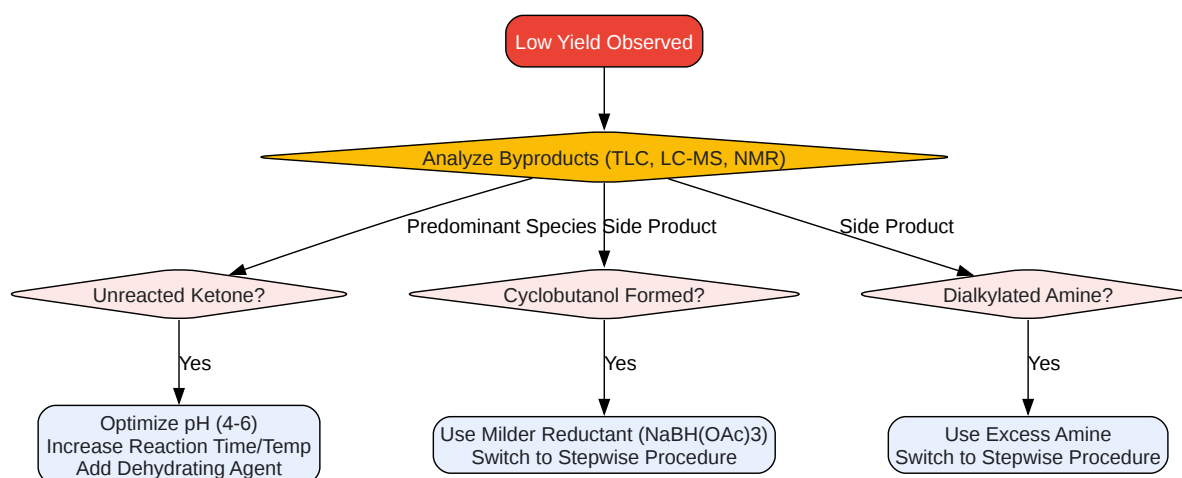 Low Yield Observed
Analyze Byproducts (TLC, LC-MS, NMR)
Predominant Species
Side Product
Side Product
Unreacted Ketone?
Cyclobutanol Formed?
Dialkylated Amine?
Yes
Yes
Yes
Optimize pH (4-6)
Increase Reaction Time/Temp
Add Dehydrating Agent
Use Milder Reductant (NaBH(OAc)3)
Switch to Stepwise Procedure
Use Excess Amine
Switch to Stepwise Procedure